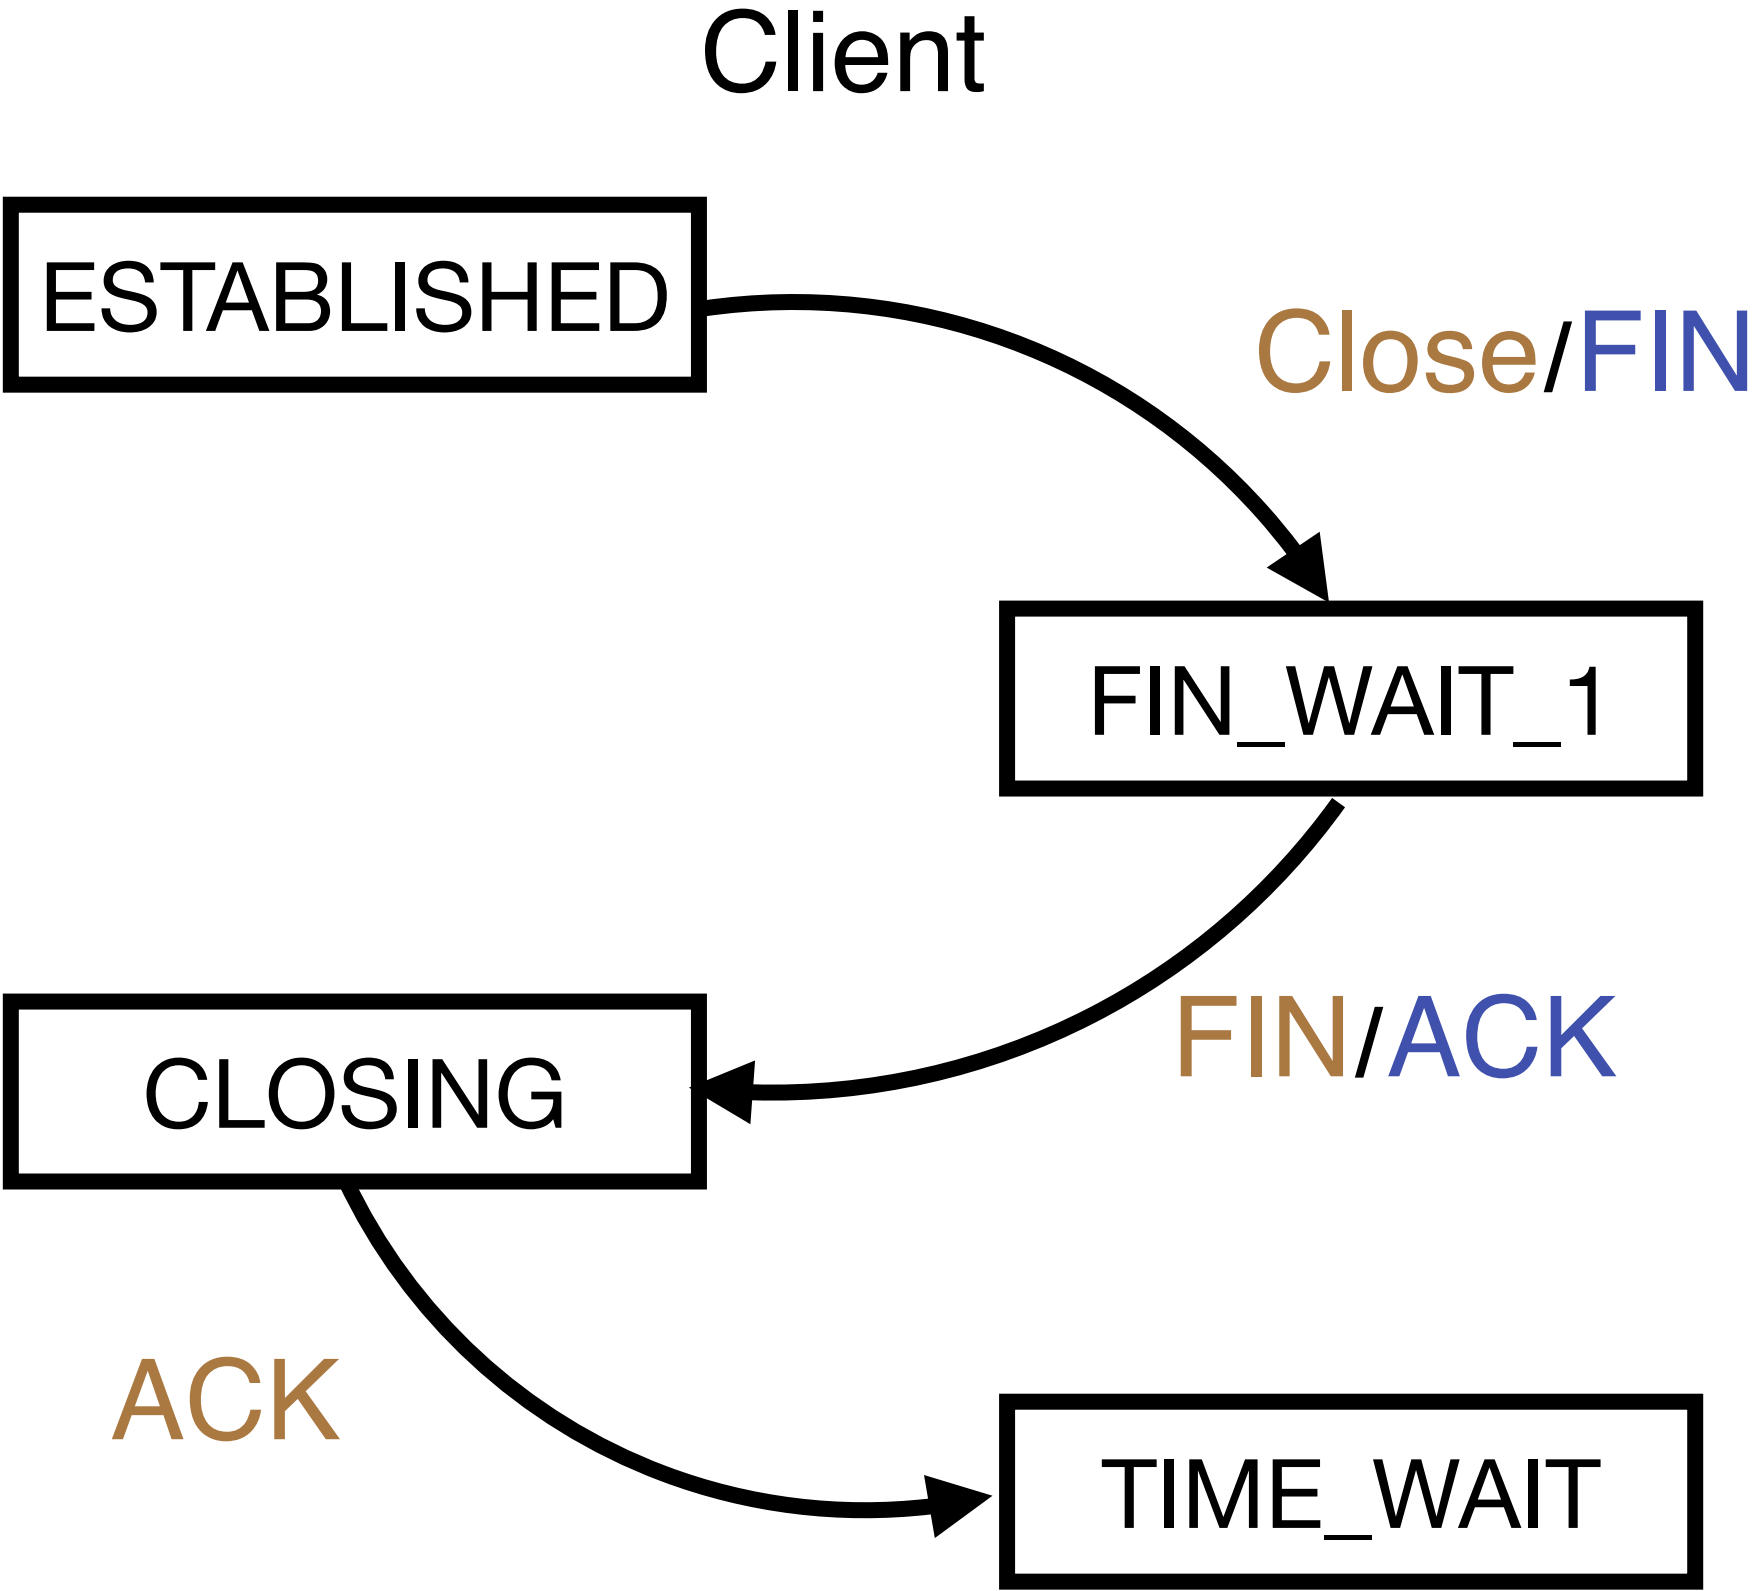 Client
ESTABLISHED
Close/FIN
FIN_WAIT_1
FIN/ACK
CLOSING
ACK
TIME_WAIT